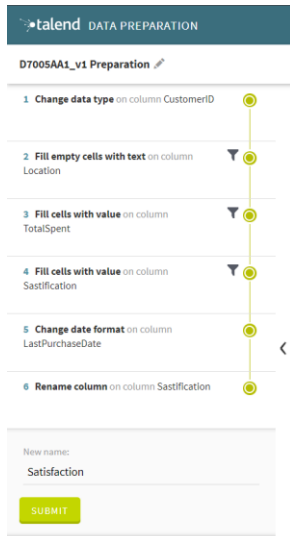 talend DATA PREPARATION
D7005AA1_v1 Preparation
1 Change data type on column CustomerID
2 Fill empty cells with text on column
Location
3 Fill cells with value on column
TotalSpent
4 Fill cells with value on column
Sastification
5 Change date format on column
LastPurchaseDate
6 Rename column on column Sastification
New name:
Satisfaction
SUBMIT